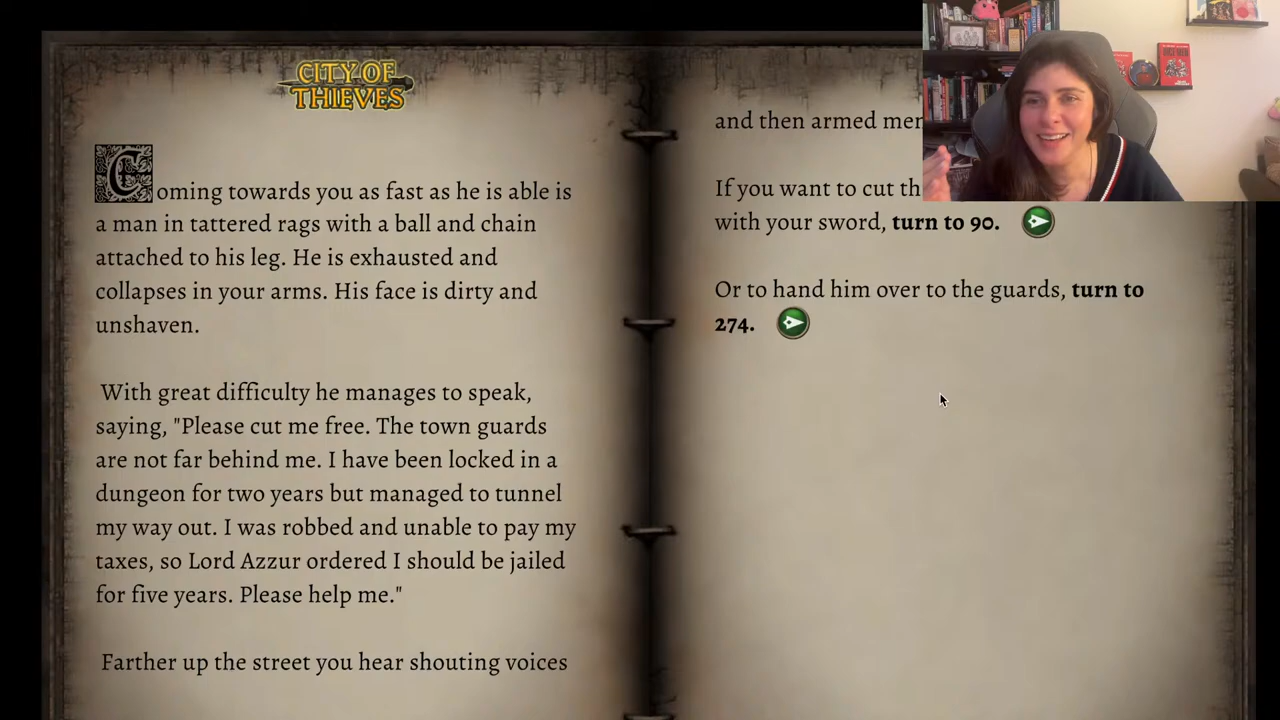 CITY OF
THIEVES
Coming towards you as fast as he is able is
a man in tattered rags with a ball and chain
attached to his leg. He is exhausted and
collapses in your arms. His face is dirty and
unshaven.
With great difficulty he manages to speak,
saying, "Please cut me free. The town guards
are not far behind me. I have been locked in a
dungeon for two years but managed to tunnel
my way out. I was robbed and unable to pay my
taxes, so Lord Azzur ordered I should be jailed
for five years. Please help me."
Farther up the street you hear shouting voices
and then armed men
If you want to cut th
with your sword, turn to 90.
Or to hand him over to the guards, turn to
274.